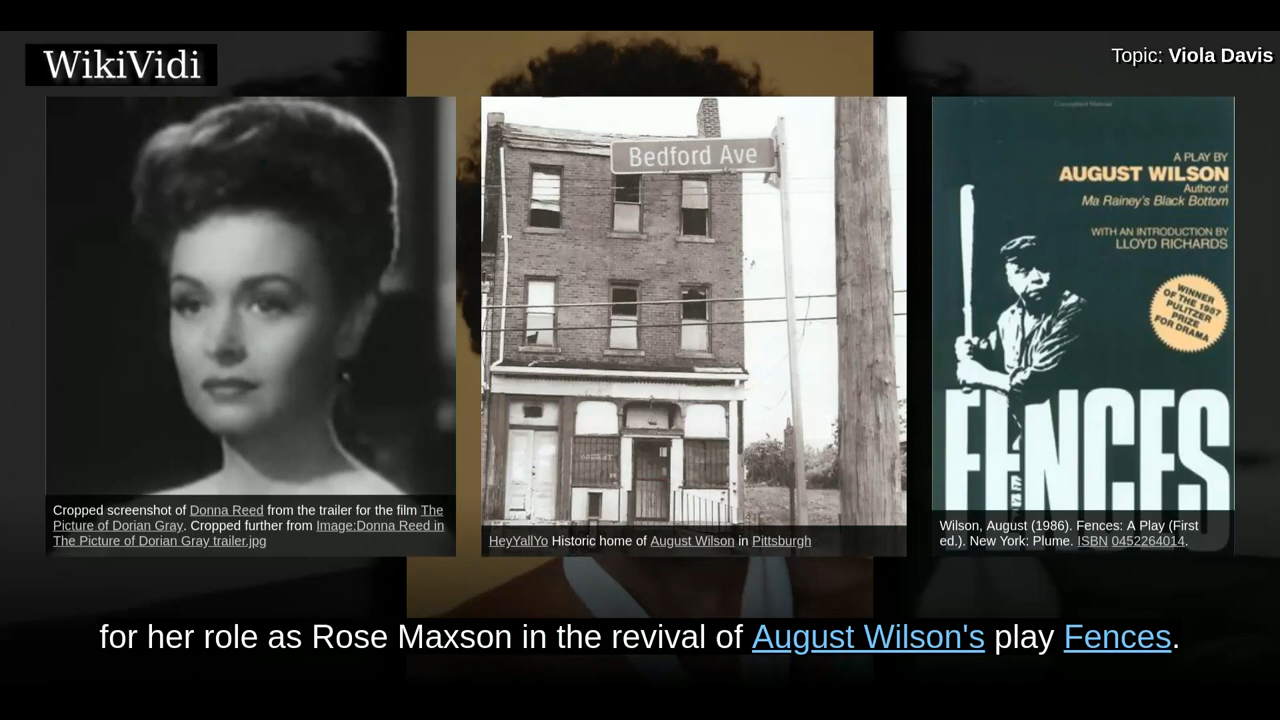 WikiVidi
Topic: Viola Davis
Bedford Ave
A PLAY BY
AUGUST WILSON
Author of
Ma Rainey's Black Bottom
WITH AN INTRODUCTION BY
LLOYD RICHARDS
WINNER
OF THE 1987
PULITZER
PRIZE
FOR DRAMA
FENCES
Cropped screenshot of Donna Reed from the trailer for the film The
Picture of Dorian Gray. Cropped further from Image:Donna Reed in
The Picture of Dorian Gray trailer.jpg
HeyYallYo Historic home of August Wilson in Pittsburgh
Wilson, August (1986). Fences: A Play (First
ed.). New York: Plume. ISBN 0452264014.
for her role as Rose Maxson in the revival of August Wilson's play Fences.